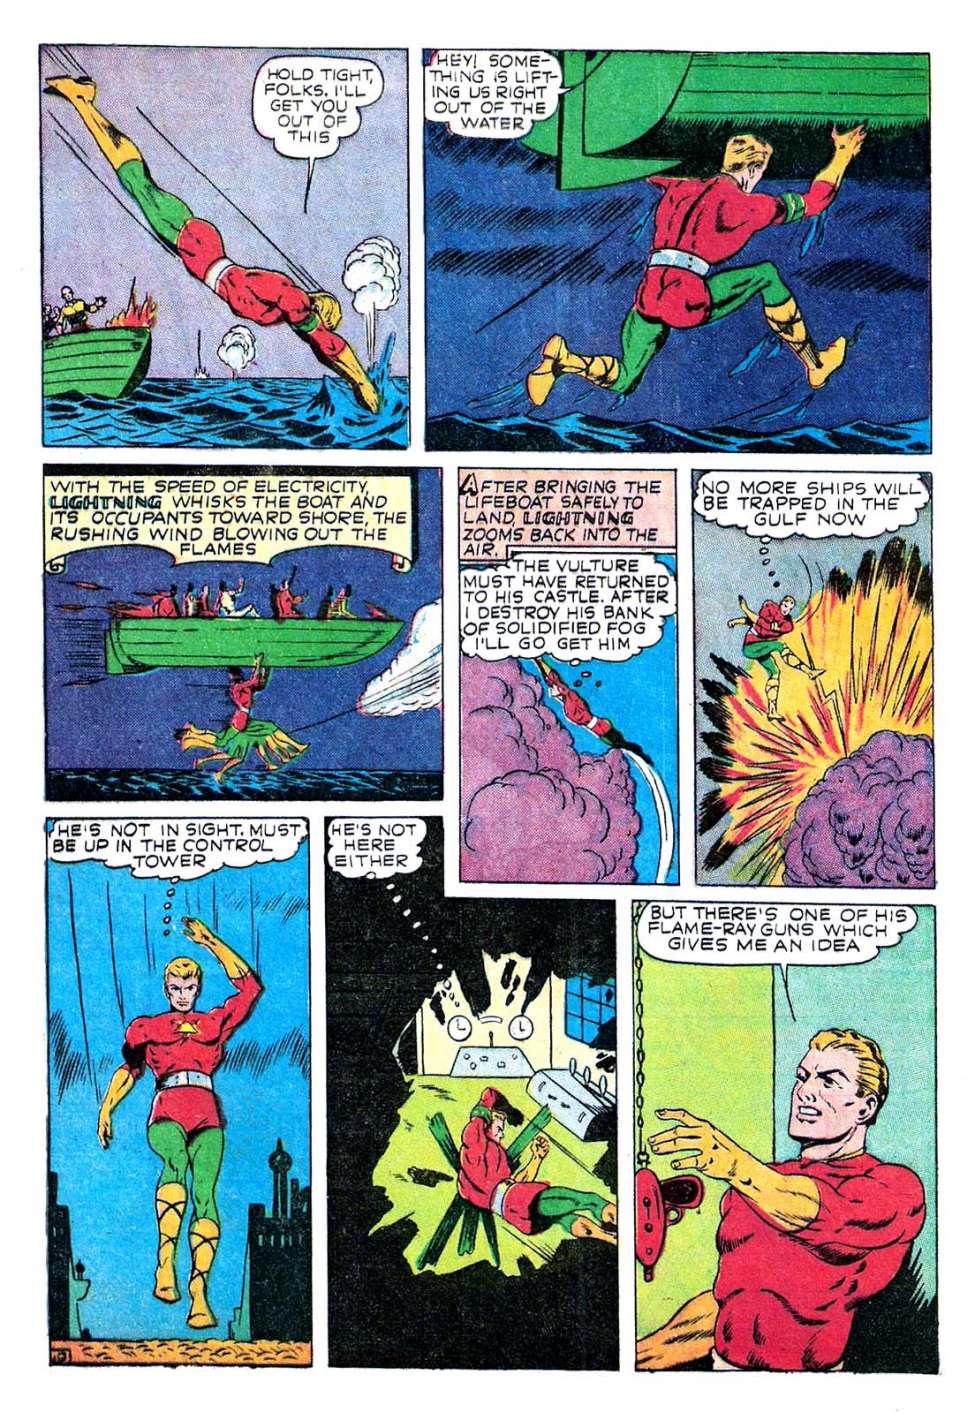 HOLD TIGHT,
FOLKS. I'LL
GET YOU
OUT OF
THIS
HEY! SOME-
THING IS LIFT-
ING US RIGHT
OUT OF THE
WATER
WITH THE SPEED OF ELECTRICITY,
LIGHTNING WHISKS THE BOAT AND
ITS OCCUPANTS TOWARD SHORE, THE
RUSHING WIND BLOWING OUT THE
FLAMES
AFTER BRINGING THE
LIFEBOAT SAFELY TO
LAND, LIGHTNING
ZOOMS BACK INTO THE
AIR.
THE VULTURE
MUST HAVE RETURNED
TO HIS CASTLE. AFTER
I DESTROY HIS BANK
OF SOLIDIFIED FOG
I'LL GO GET HIM
NO MORE SHIPS WILL
BE TRAPPED IN THE
GULF NOW
HE'S NOT IN SIGHT. MUST
BE UP IN THE CONTROL
TOWER
HE'S NOT
HERE
EITHER
BUT THERE'S ONE OF HIS
FLAME-RAY GUNS WHICH
GIVES ME AN IDEA